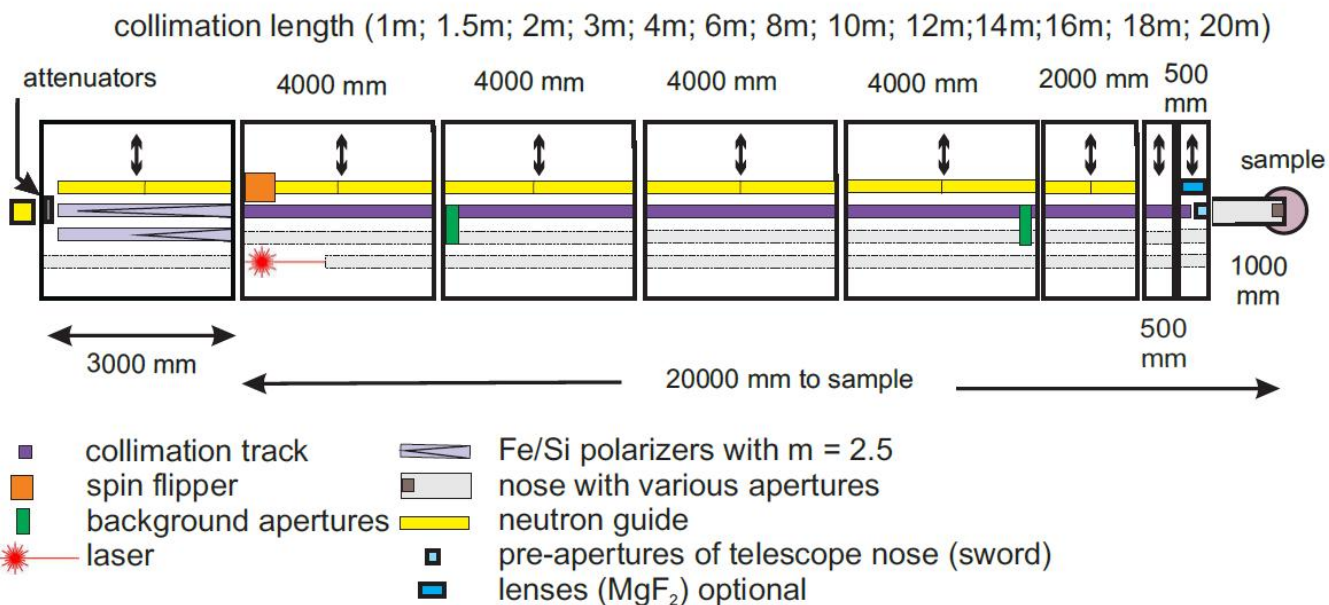 collimation length (1m; 1.5m; 2m; 3m; 4m; 6m; 8m; 10m; 12m;14m;16m; 18m; 20m)
attenuators
4000 mm
4000 mm
4000 mm
4000 mm
2000 mm
500
mm
sample
1000
mm
3000 mm
500
mm
20000 mm to sample
collimation track
spin flipper
background apertures
laser
Fe/Si polarizers with m = 2.5
nose with various apertures
neutron guide
pre-apertures of telescope nose (sword)
lenses (MgF₂) optional